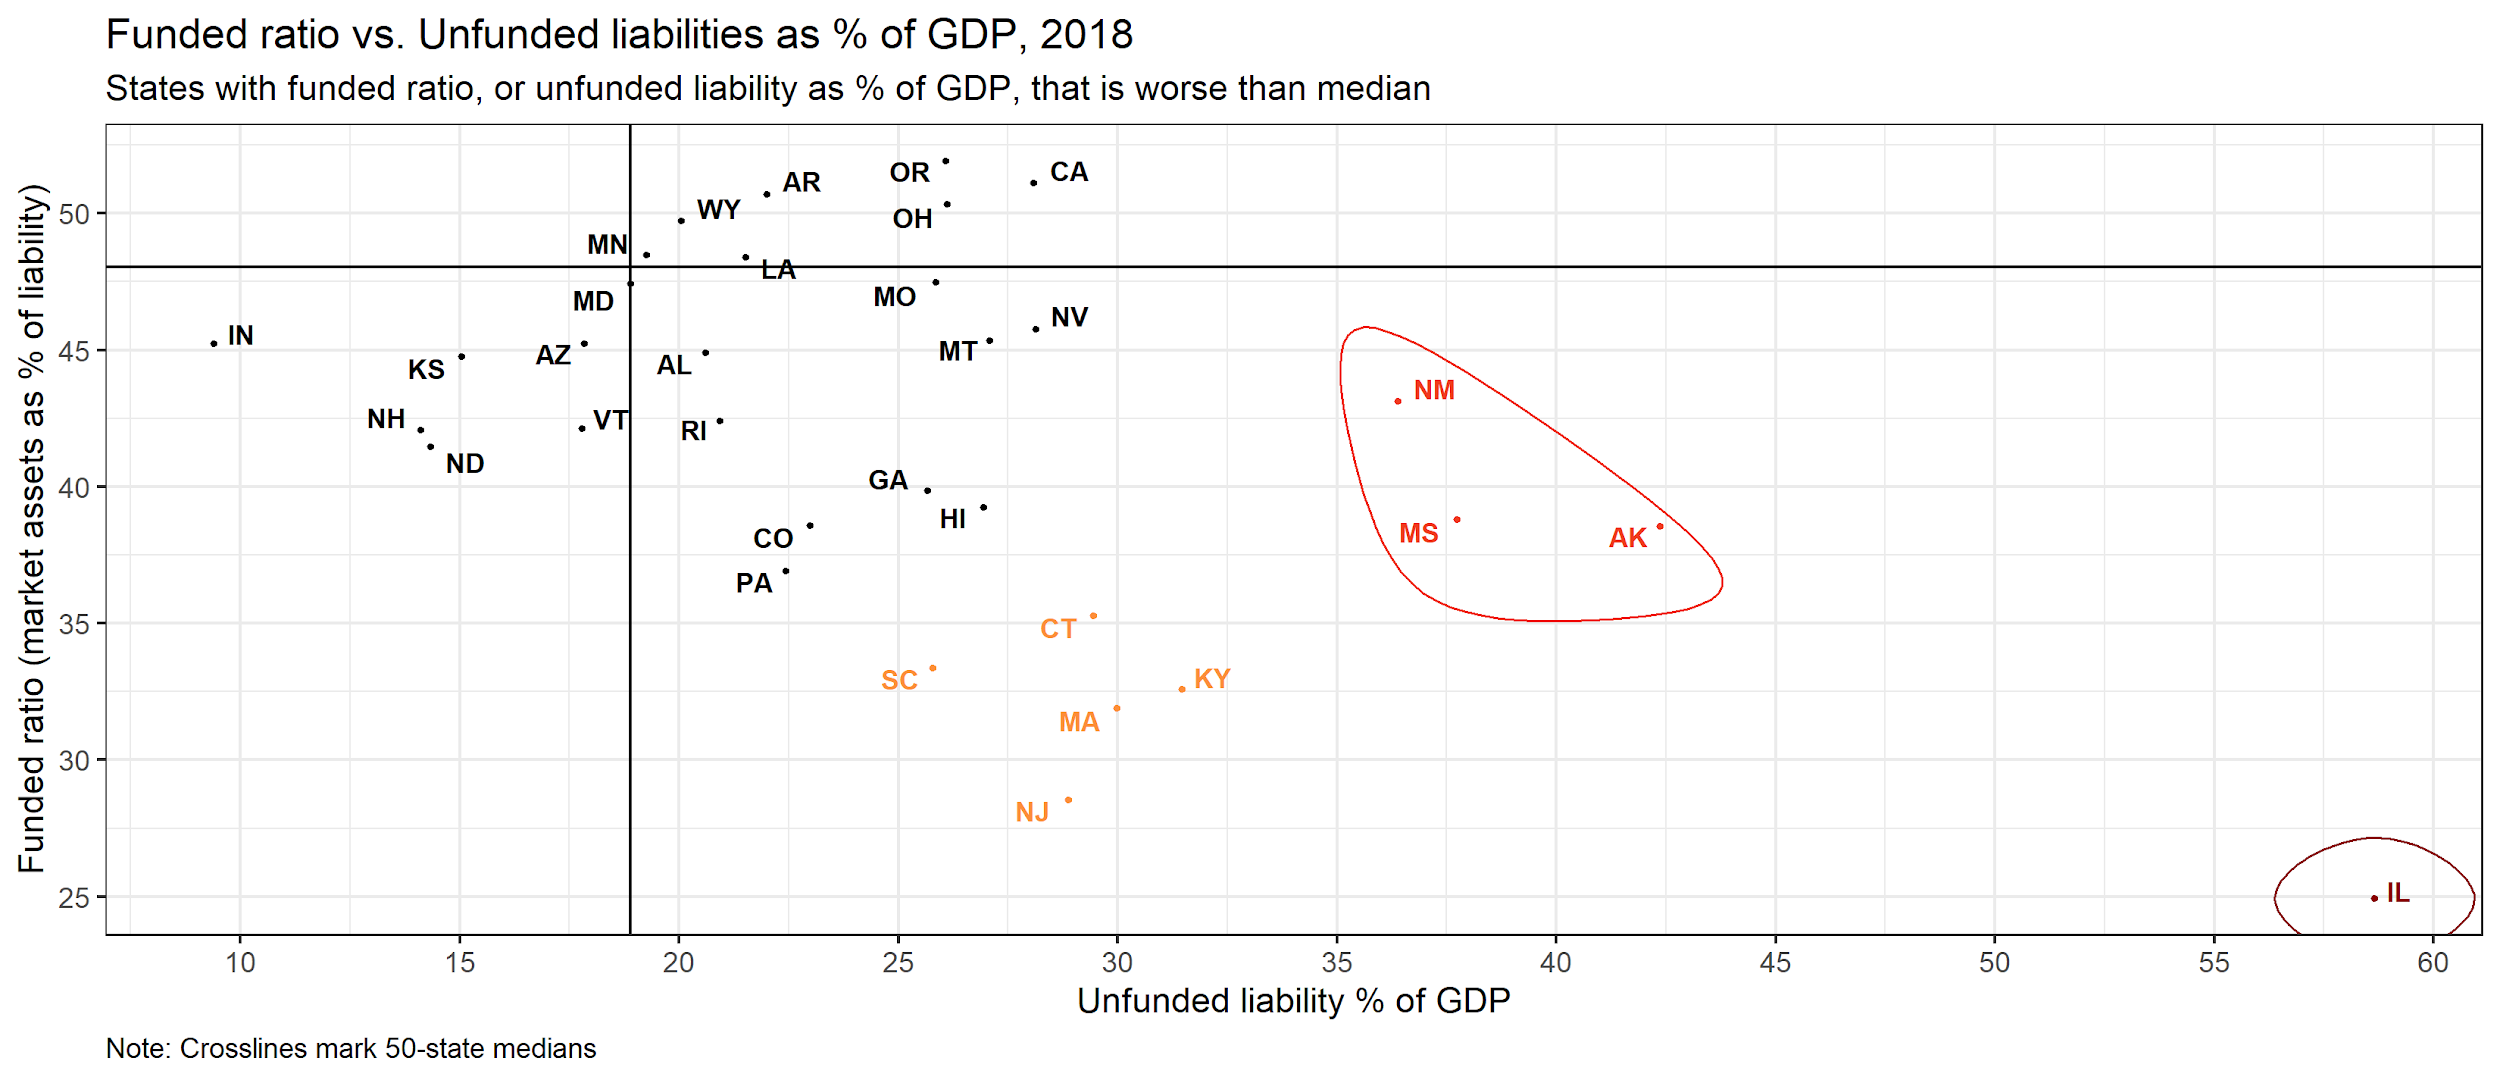 Funded ratio vs. Unfunded liabilities as % of GDP, 2018
States with funded ratio, or unfunded liability as % of GDP, that is worse than median
Funded ratio (market assets as % of liability)
50
45
40
35
30
25
OR
CA
AR
WY
OH
MN
LA
MD
MO
NV
IN
AZ
MT
KS
AL
NM
NH
VT
RI
ND
GA
HI
CO
MS
AK
PA
CT
SC
KY
MA
NJ
IL
10 15 20 25 30 35 40 45 50 55 60
Unfunded liability % of GDP
Note: Crosslines mark 50-state medians